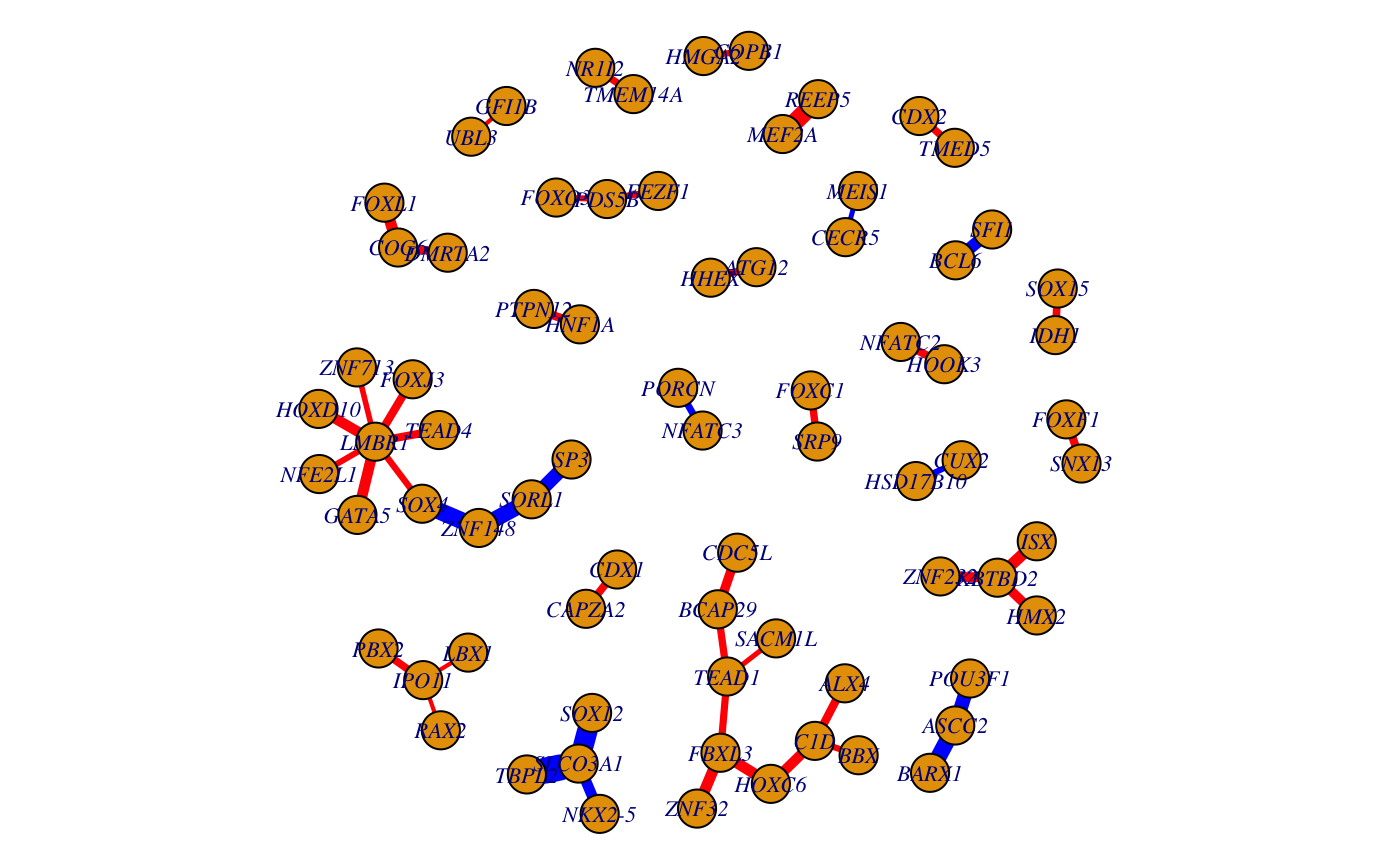 HMGA2
COPB1
NR1I2
TMEM14A
REEP5
MEF2A
GFI1B
UBL3
CDX2
TMED5
FOXL1
COG6
DMRTA2
FOXO3
PDS5B
FEZF1
MEIS1
CECR5
SFI1
BCL6
HHEX
ATG12
SOX15
IDH1
PTPN12
HNF1A
NFATC2
HOOK3
ZNF713
FOXJ3
HOXD10
LMBR1
TEAD4
NFE2L1
GATA5
SOX4
ZNF148
SORL1
SP3
PORCN
NFATC3
FOXC1
SRP9
FOXF1
SNX13
CUX2
HSD17B10
CDC5L
BCAP29
SACM1L
TEAD1
ALX4
C1D
BBX
FBXL3
HOXC6
ZNF32
CDX1
CAPZA2
ISX
KBTBD2
HMX2
PBX2
LBX1
IPO11
RAX2
SOX12
SLCO3A1
TBPL2
NKX2-5
POU3F1
ASCC2
BARX1